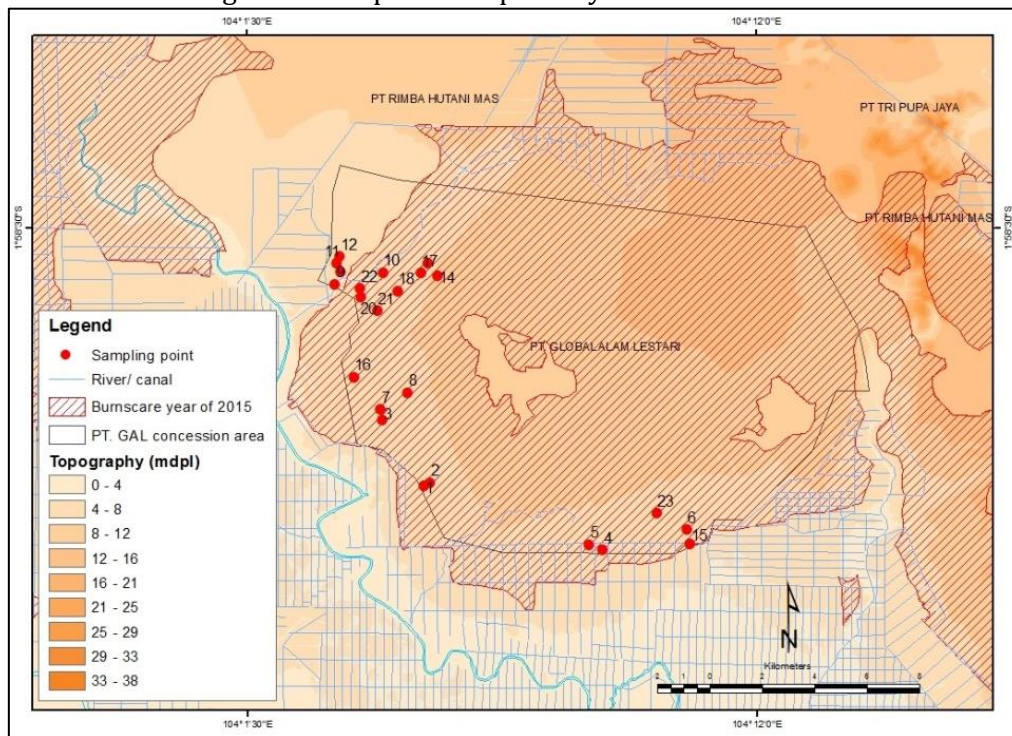 104° 1'30"E
104° 12'0"E
PT RIMBA HUTANI MAS
PT TRI PUPA JAYA
1°58'30"S
1°58'30"S
PT RIMBA HUTANI MAS
12
11
9
10
17
14
22
18
20
21
PT. GLOBALALAM LESTARI
16
8
7
3
2
1
23
6
5
4
15
Legend
Sampling point
River/ canal
Burnscare year of 2015
PT. GAL concession area
Topography (mdpl)
0 - 4
4 - 8
8 - 12
12 - 16
16 - 21
21 - 25
25 - 29
29 - 33
33 - 38
N
Kilometers
2 1 0 2 4 6 8
104° 1'30"E
104° 12'0"E